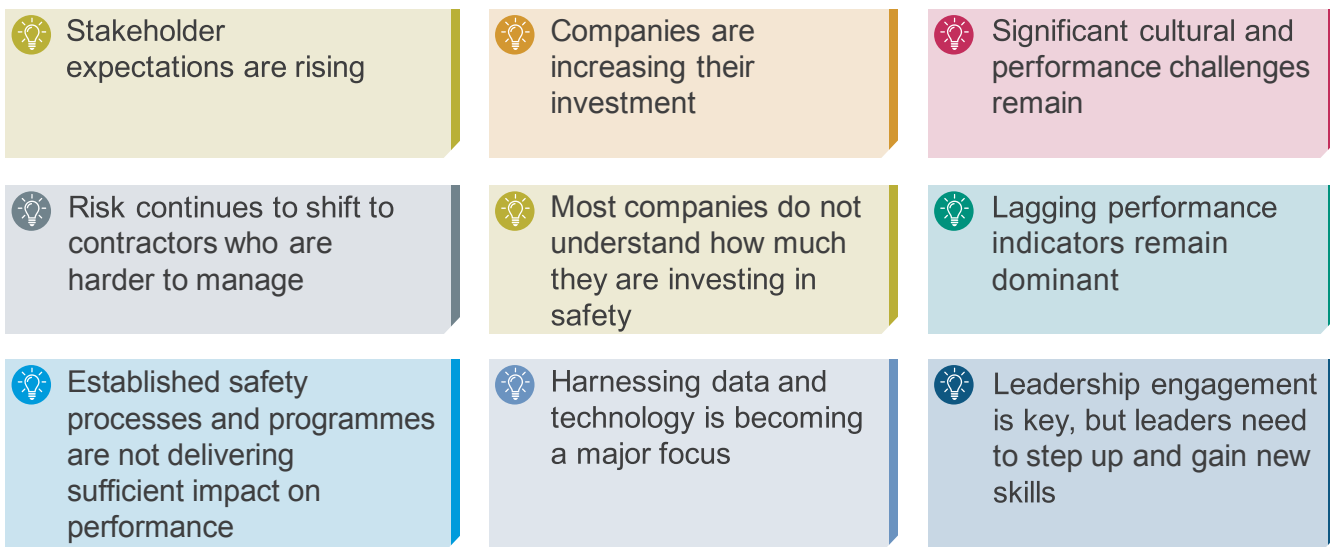 Stakeholder
expectations are rising
Companies are
increasing their
investment
Significant cultural and
performance challenges
remain
Risk continues to shift to
contractors who are
harder to manage
Most companies do not
understand how much
they are investing in
safety
Lagging performance
indicators remain
dominant
Established safety
processes and programmes
are not delivering
sufficient impact on
performance
Harnessing data and
technology is becoming
a major focus
Leadership engagement
is key, but leaders need
to step up and gain new
skills